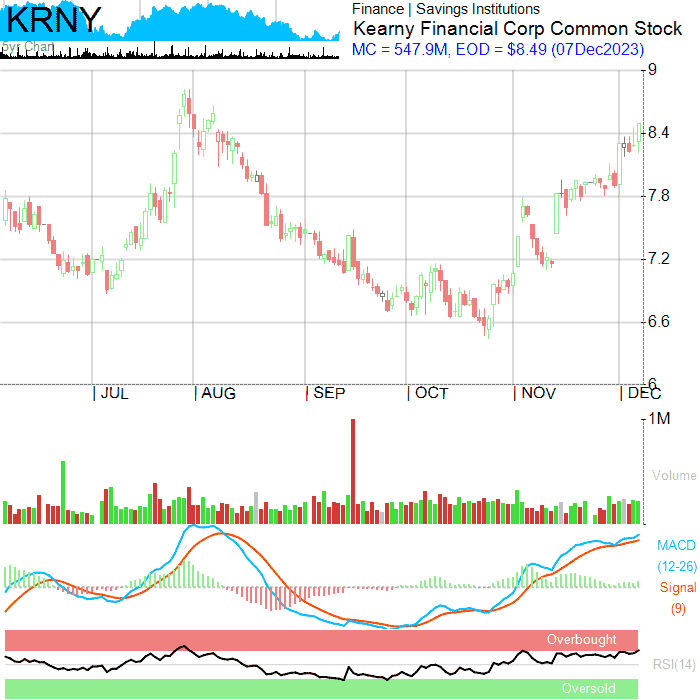 KRNY
5yr Chart
Finance | Savings Institutions
Kearny Financial Corp Common Stock
MC = 547.9M, EOD = $8.49 (07Dec2023)
9
8.4
7.8
7.2
6.6
6
JUL AUG SEP OCT NOV DEC
1M
Volume
MACD
(12-26)
Signal
(9)
Overbought
RSI(14)
Oversold